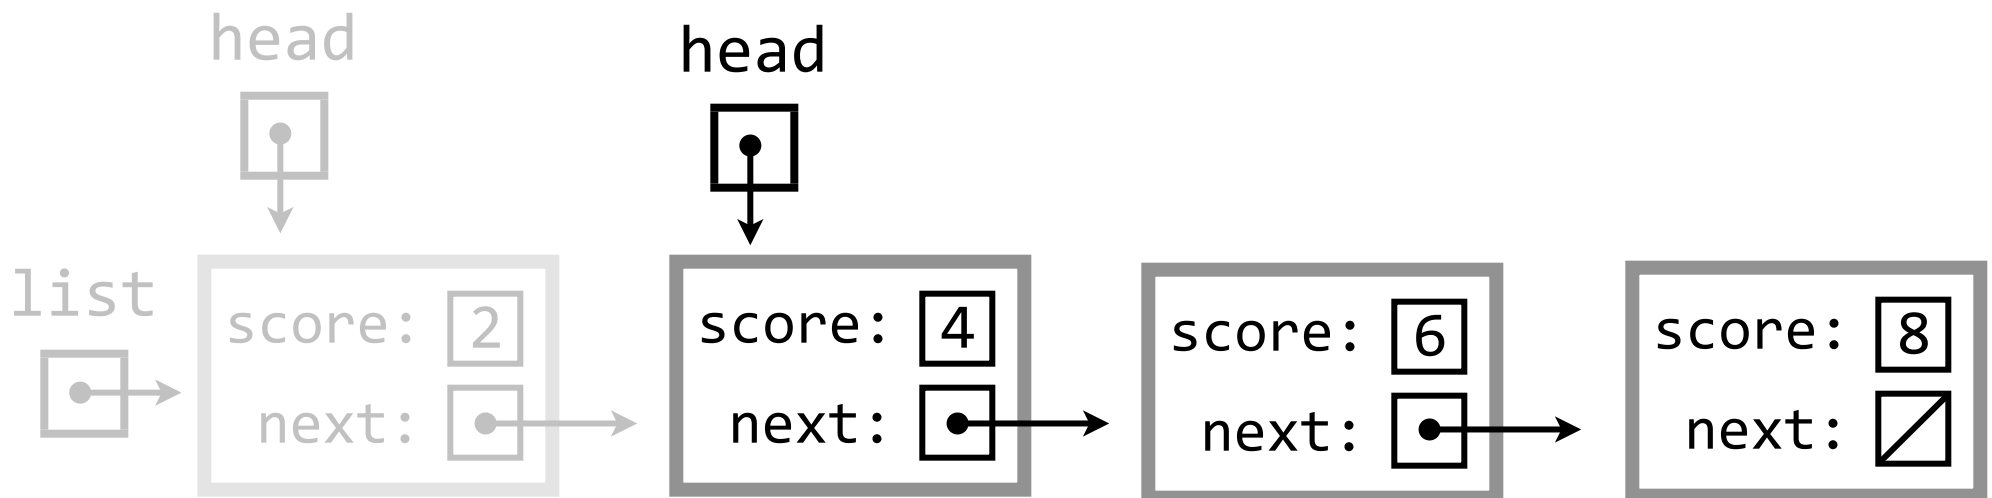 head
head
list
score: 2
next:
score: 4
next:
score: 6
next:
score: 8
next: